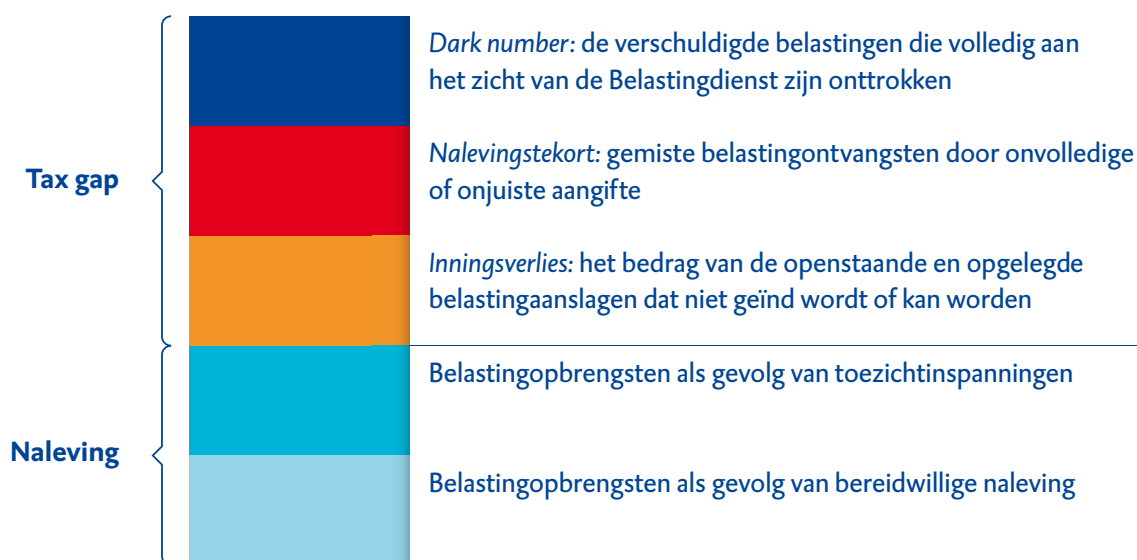 Dark number: de verschuldigde belastingen die volledig aan
het zicht van de Belastingdienst zijn onttrokken
Tax gap
Nalevingstekort: gemiste belastingontvangsten door onvolledige
of onjuiste aangifte
Inningsverlies: het bedrag van de openstaande en opgelegde
belastingaanslagen dat niet geïnd wordt of kan worden
Naleving
Belastingopbrengsten als gevolg van toezichtinspanningen
Belastingopbrengsten als gevolg van bereidwillige naleving